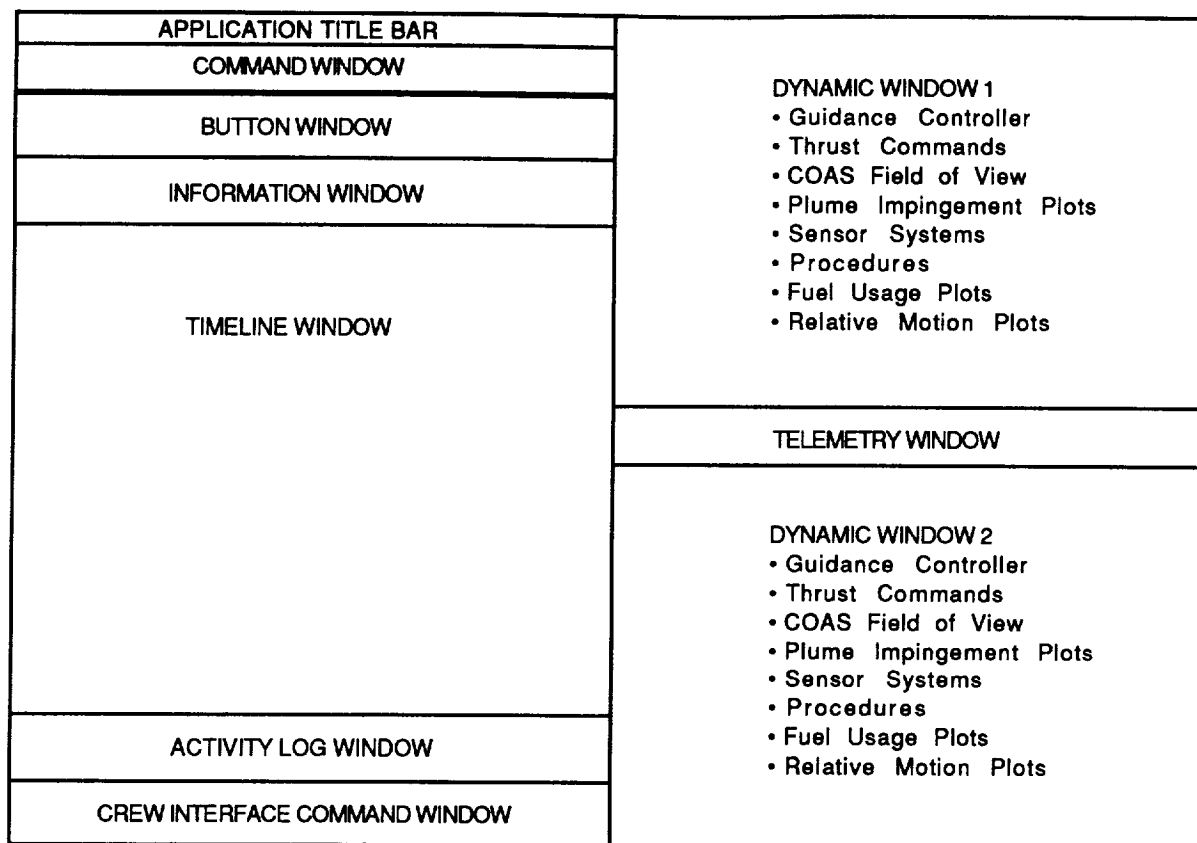 APPLICATION TITLE BAR
COMMAND WINDOW
BUTTON WINDOW
INFORMATION WINDOW
TIMELINE WINDOW
ACTIVITY LOG WINDOW
CREW INTERFACE COMMAND WINDOW
DYNAMIC WINDOW 1
• Guidance Controller
• Thrust Commands
• COAS Field of View
• Plume Impingement Plots
• Sensor Systems
• Procedures
• Fuel Usage Plots
• Relative Motion Plots
TELEMETRY WINDOW
DYNAMIC WINDOW 2
• Guidance Controller
• Thrust Commands
• COAS Field of View
• Plume Impingement Plots
• Sensor Systems
• Procedures
• Fuel Usage Plots
• Relative Motion Plots